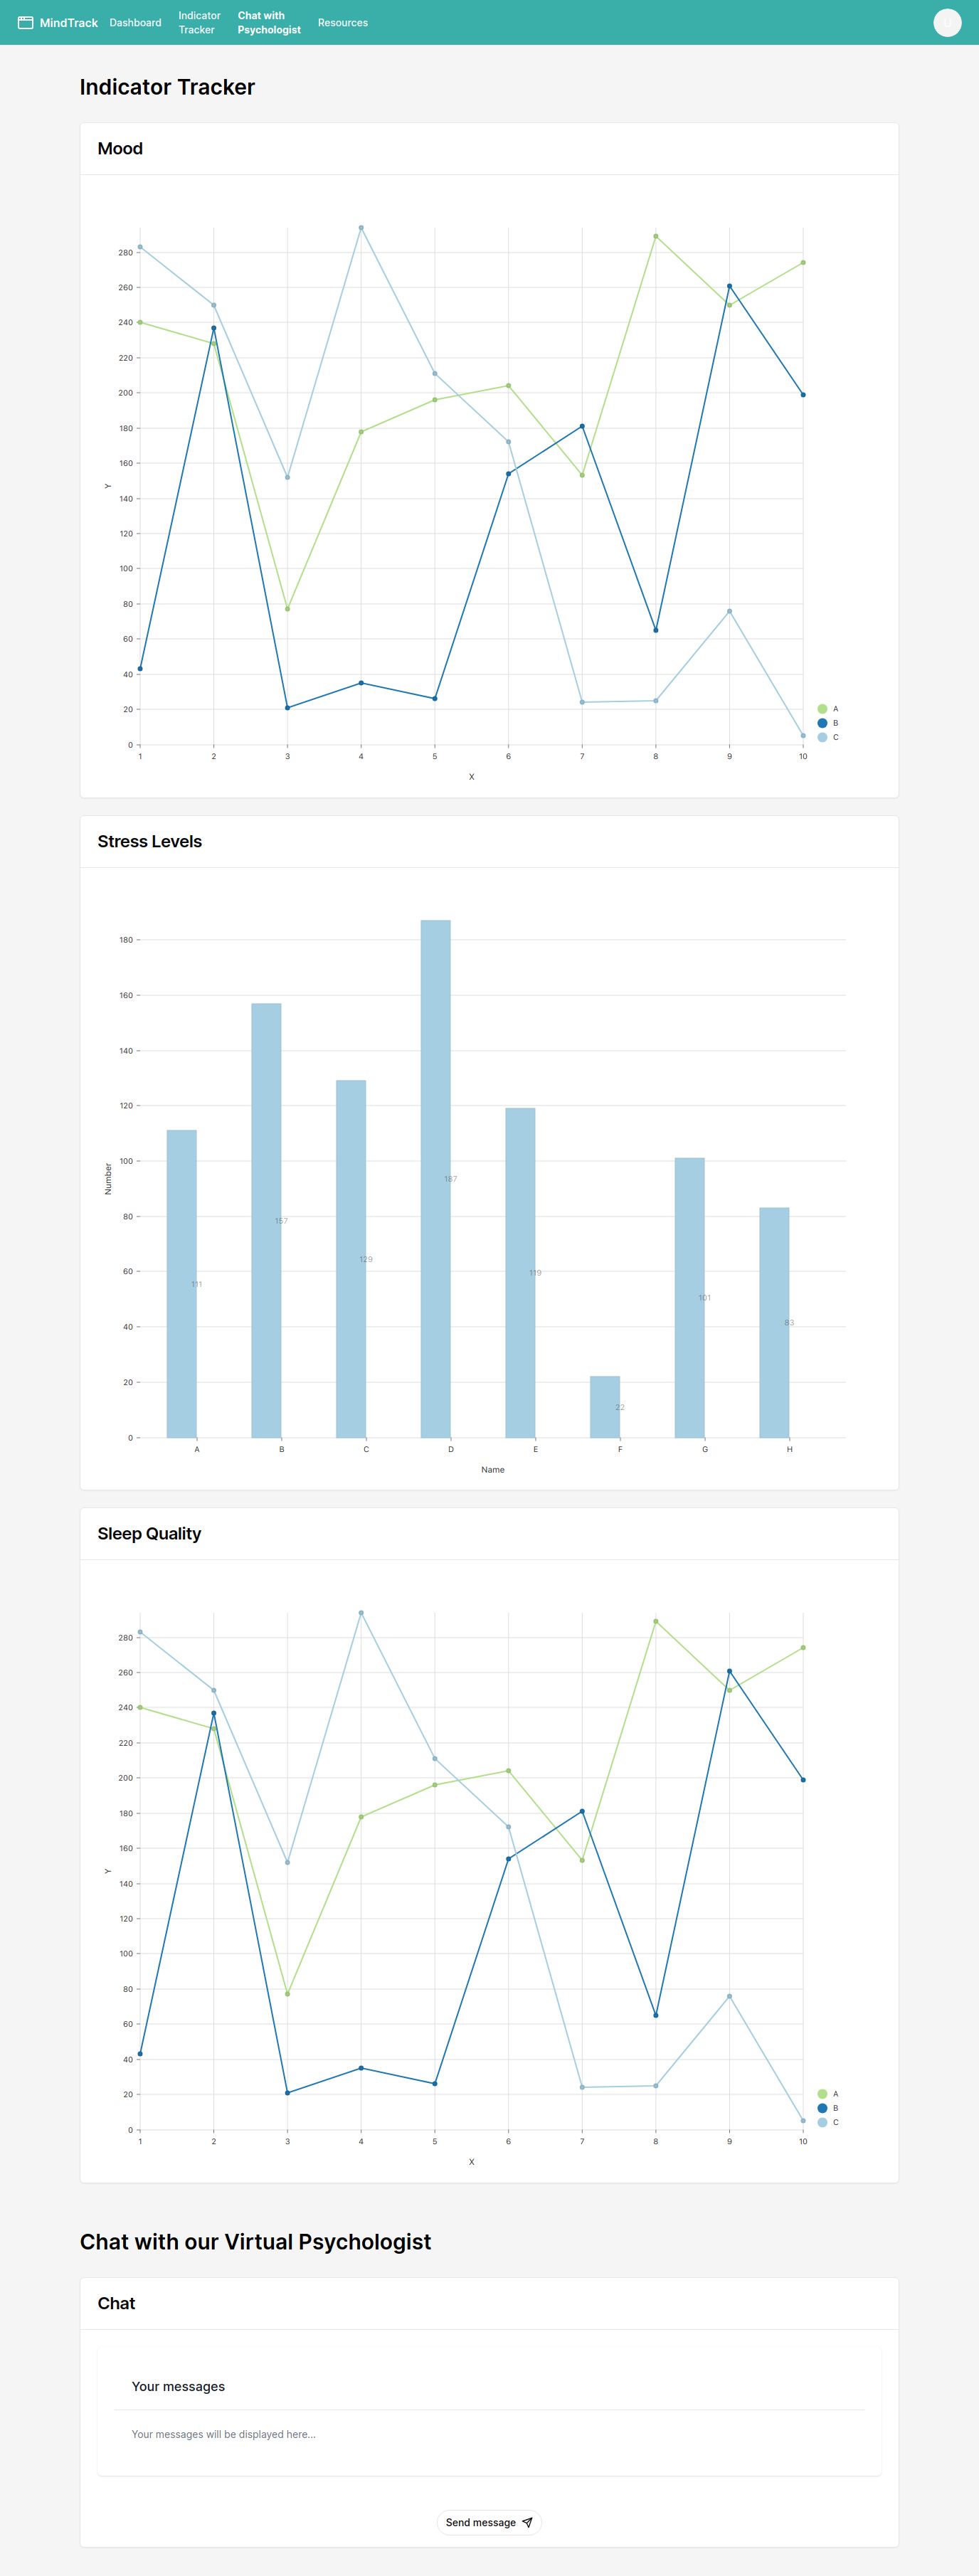 MindTrack
Dashboard
Indicator
Tracker
Chat with
Psychologist
Resources
U
Indicator Tracker
Mood
280
260
240
220
200
180
160
140
120
100
80
60
40
20
0
Y
1 2 3 4 5 6 7 8 9 10
X
A
B
C
Stress Levels
180
160
140
120
100
80
60
40
20
0
Number
111
157
129
187
119
22
101
83
A B C D E F G H
Name
Sleep Quality
280
260
240
220
200
180
160
140
120
100
80
60
40
20
0
Y
1 2 3 4 5 6 7 8 9 10
X
A
B
C
Chat with our Virtual Psychologist
Chat
Your messages
Your messages will be displayed here...
Send message